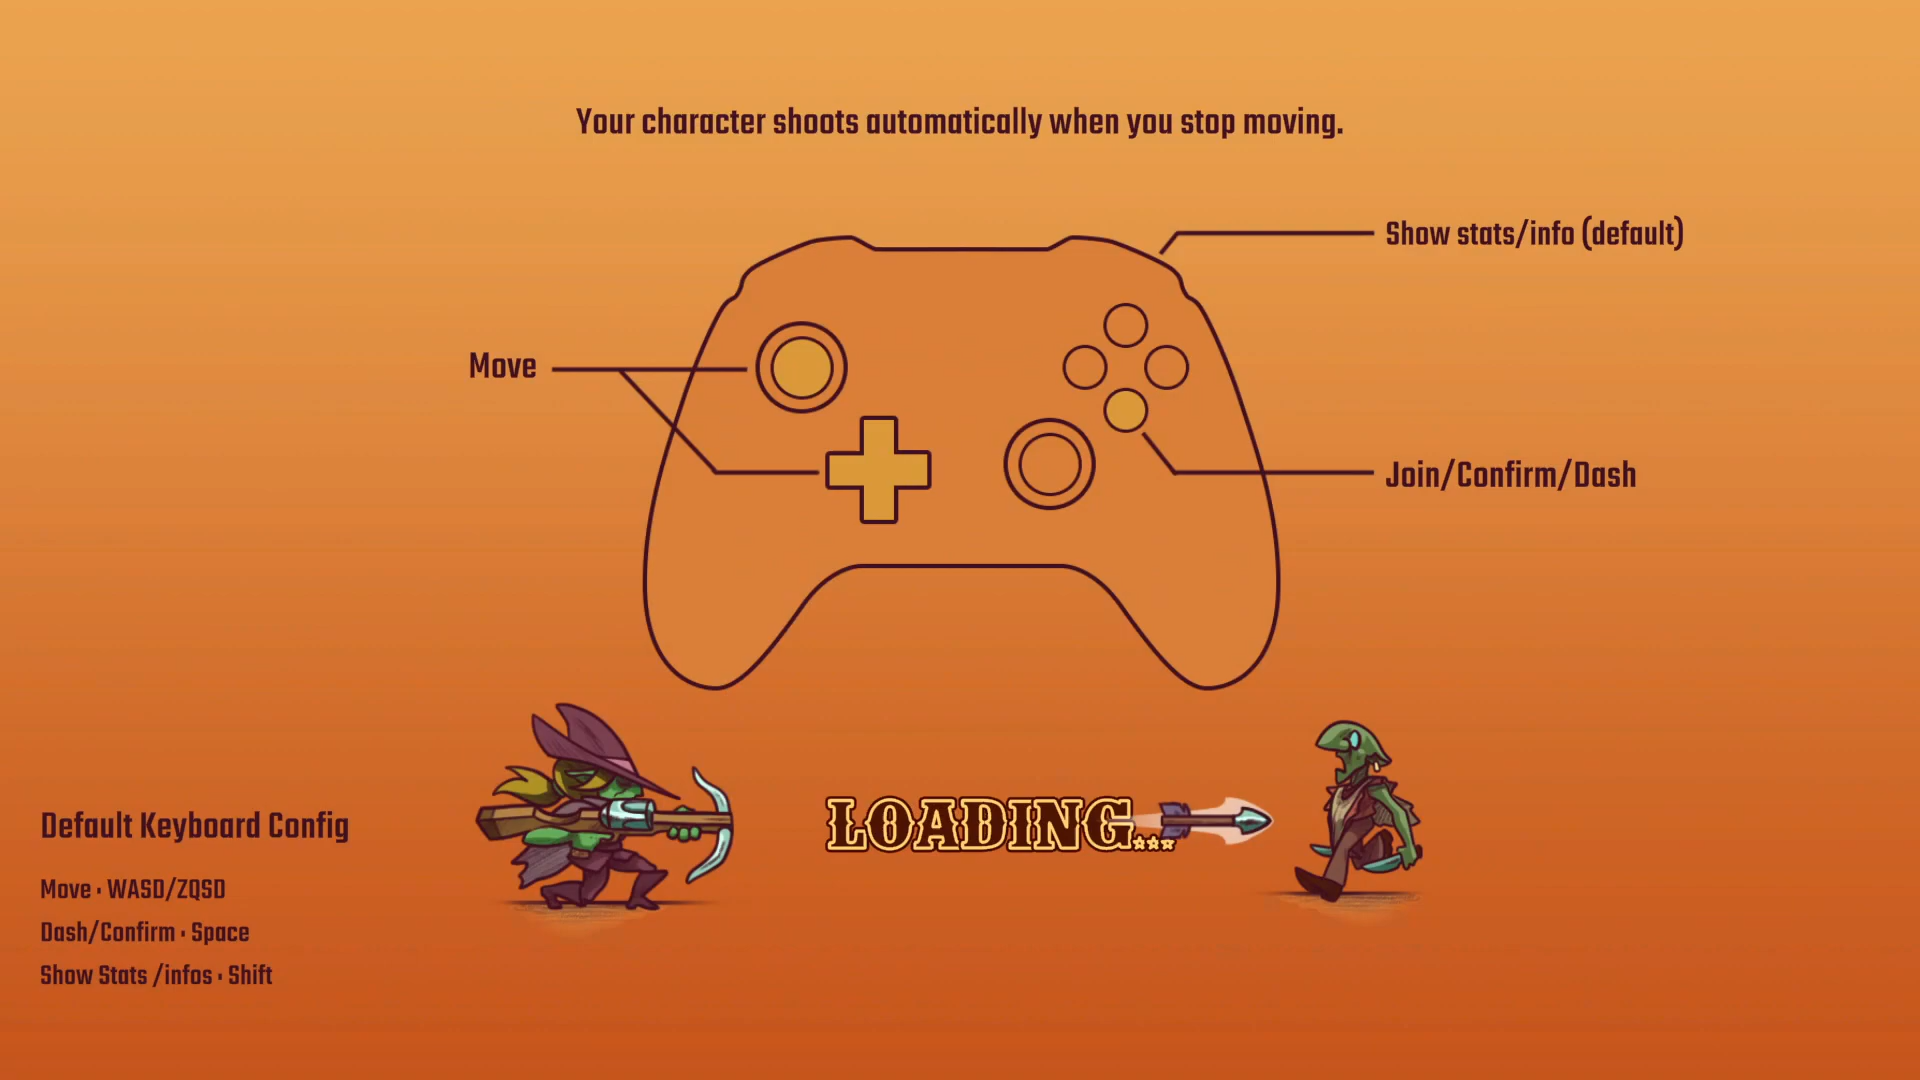 Your character shoots automatically when you stop moving.
Show stats/info (default)
Move
Join/Confirm/Dash
LOADING...
Default Keyboard Config
Move · WASD/ZQSD
Dash/Confirm · Space
Show Stats /infos · Shift